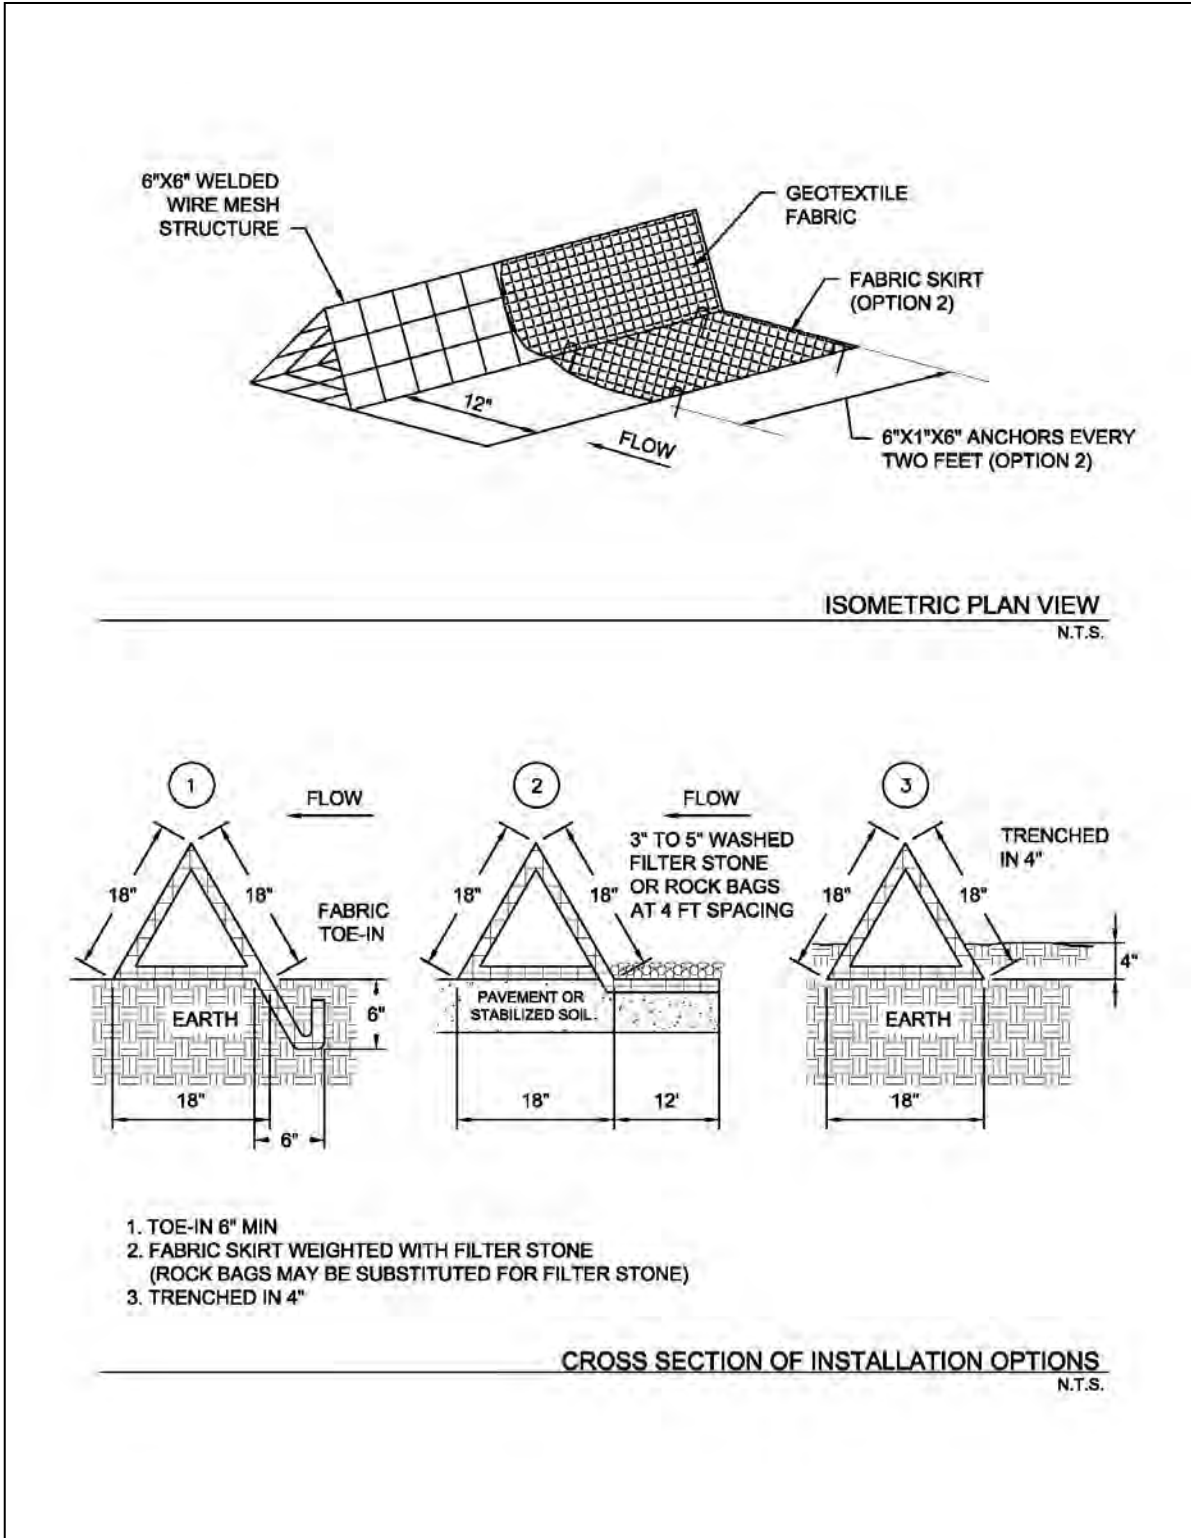 6"X6" WELDED
WIRE MESH
STRUCTURE
GEOTEXTILE
FABRIC
FABRIC SKIRT
(OPTION 2)
12"
FLOW
6"X1"X6" ANCHORS EVERY
TWO FEET (OPTION 2)
ISOMETRIC PLAN VIEW
N.T.S.
1
FLOW
18"
18"
FABRIC
TOE-IN
EARTH
6"
18"
6"
2
FLOW
3" TO 5" WASHED
FILTER STONE
OR ROCK BAGS
AT 4 FT SPACING
18"
18"
PAVEMENT OR
STABILIZED SOIL.
18"
12'
3
TRENCHED
IN 4"
18"
18"
4"
EARTH
18"
1. TOE-IN 6" MIN
2. FABRIC SKIRT WEIGHTED WITH FILTER STONE
(ROCK BAGS MAY BE SUBSTITUTED FOR FILTER STONE)
3. TRENCHED IN 4"
CROSS SECTION OF INSTALLATION OPTIONS
N.T.S.